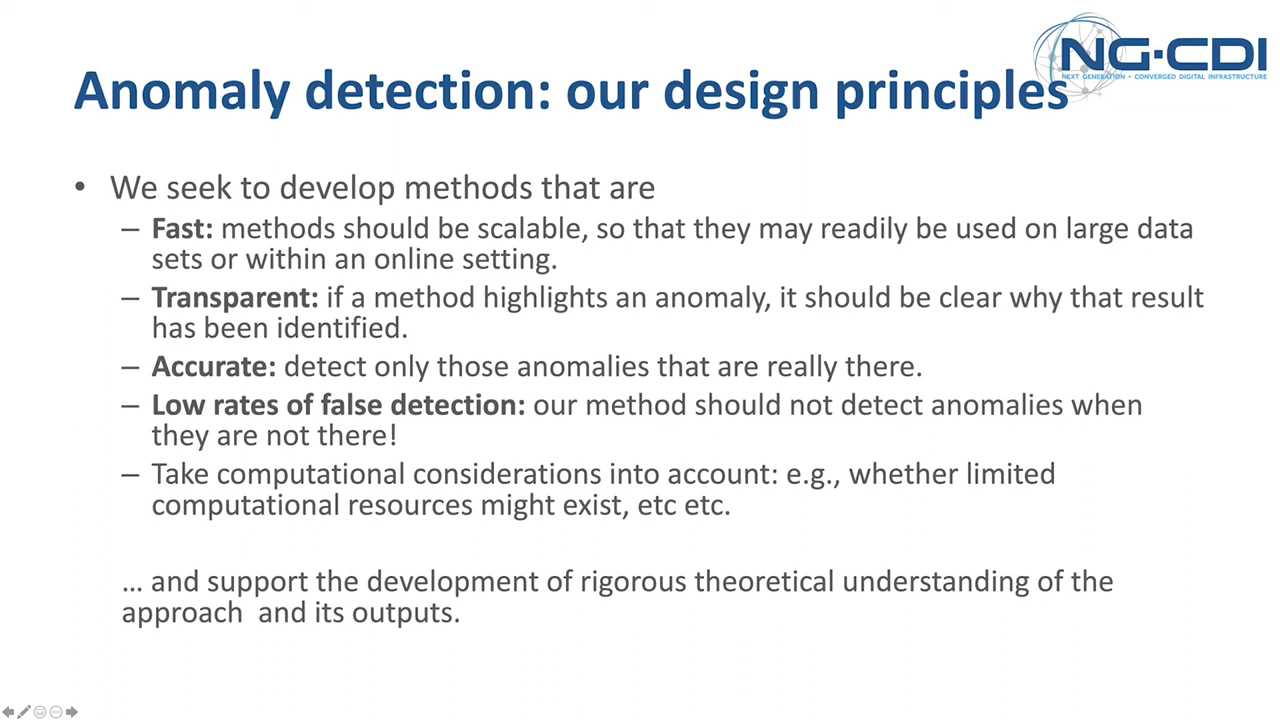 NG-CDI
NEXT GENERATION • CONVERGED DIGITAL INFRASTRUCTURE
Anomaly detection: our design principles
• We seek to develop methods that are
– Fast: methods should be scalable, so that they may readily be used on large data
sets or within an online setting.
– Transparent: if a method highlights an anomaly, it should be clear why that result
has been identified.
– Accurate: detect only those anomalies that are really there.
– Low rates of false detection: our method should not detect anomalies when
they are not there!
– Take computational considerations into account: e.g., whether limited
computational resources might exist, etc etc.
… and support the development of rigorous theoretical understanding of the
approach  and its outputs.